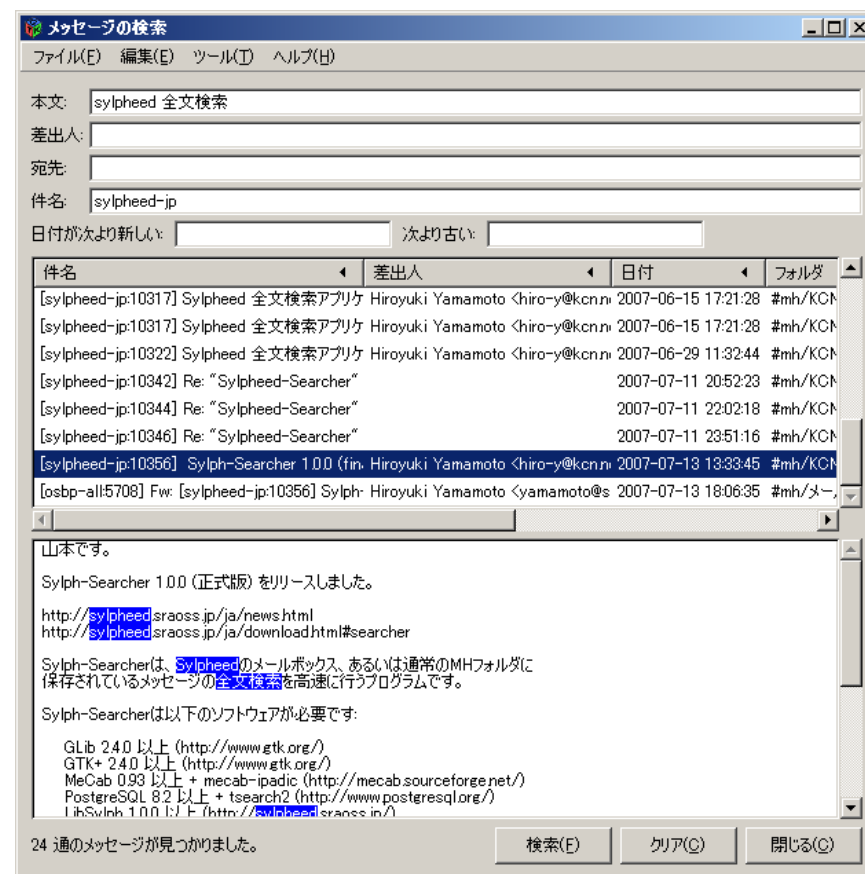 メッセージの検索
ファイル(F) 編集(E) ツール(T) ヘルプ(H)
本文: sylpheed 全文検索
差出人:
宛先:
件名: sylpheed-jp
日付が次より新しい: 次より古い:
件名 差出人 日付 フォルダ
[sylpheed-jp:10317] Sylpheed 全文検索アプリケ Hiroyuki Yamamoto <hiro-y@kcn.n 2007-06-15 17:21:28 #mh/KCN
[sylpheed-jp:10317] Sylpheed 全文検索アプリケ Hiroyuki Yamamoto <hiro-y@kcn.n 2007-06-15 17:21:28 #mh/KCN
[sylpheed-jp:10322] Sylpheed 全文検索アプリケ Hiroyuki Yamamoto <hiro-y@kcn.n 2007-06-29 11:32:44 #mh/KCN
[sylpheed-jp:10342] Re: "Sylpheed-Searcher" 2007-07-11 20:52:23 #mh/KCN
[sylpheed-jp:10344] Re: "Sylpheed-Searcher" 2007-07-11 22:02:18 #mh/KCN
[sylpheed-jp:10346] Re: "Sylpheed-Searcher" 2007-07-11 23:51:16 #mh/KCN
[sylpheed-jp:10356] Sylph-Searcher 1.0.0 (fin Hiroyuki Yamamoto <hiro-y@kcn.n 2007-07-13 13:33:45 #mh/KCN
[osbp-all:5708] Fw: [sylpheed-jp:10356] Sylph- Hiroyuki Yamamoto <yamamoto@s 2007-07-13 18:06:35 #mh/メー
山本です。
Sylph-Searcher 1.0.0 (正式版) をリリースしました。
http://sylpheed.sraoss.jp/ja/news.html
http://sylpheed.sraoss.jp/ja/download.html#searcher
Sylph-Searcherは、Sylpheedのメールボックス、あるいは通常のMHフォルダに
保存されているメッセージの全文検索を高速に行うプログラムです。
Sylph-Searcherは以下のソフトウェアが必要です:
GLib 2.4.0 以上 (http://www.gtk.org/)
GTK+ 2.4.0 以上 (http://www.gtk.org/)
MeCab 0.93 以上 + mecab-ipadic (http://mecab.sourceforge.net/)
PostgreSQL 8.2 以上 + tsearch2 (http://www.postgresql.org/)
LibSylph 1.0.0 以上 (http://sylpheed.sraoss.jp/)
24 通のメッセージが見つかりました。 検索(F) クリア(C) 閉じる(C)